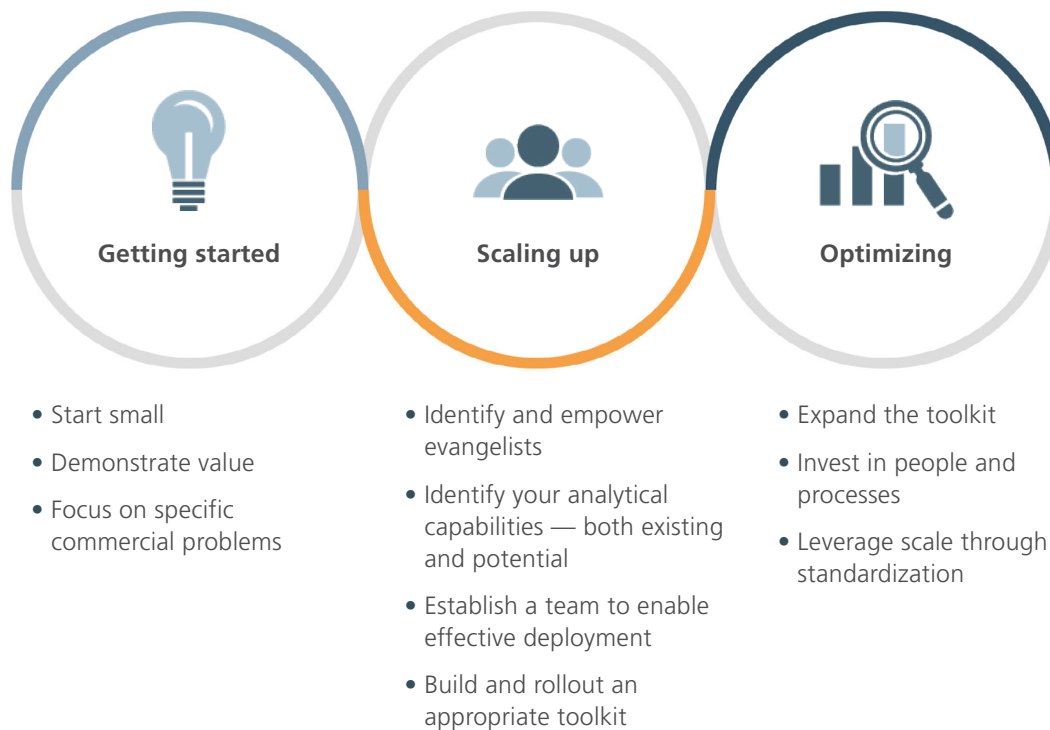 Getting started
Scaling up
Optimizing
• Start small
• Demonstrate value
• Focus on specific
commercial problems
• Identify and empower
evangelists
• Identify your analytical
capabilities — both existing
and potential
• Establish a team to enable
effective deployment
• Build and rollout an
appropriate toolkit
• Expand the toolkit
• Invest in people and
processes
• Leverage scale through
standardization